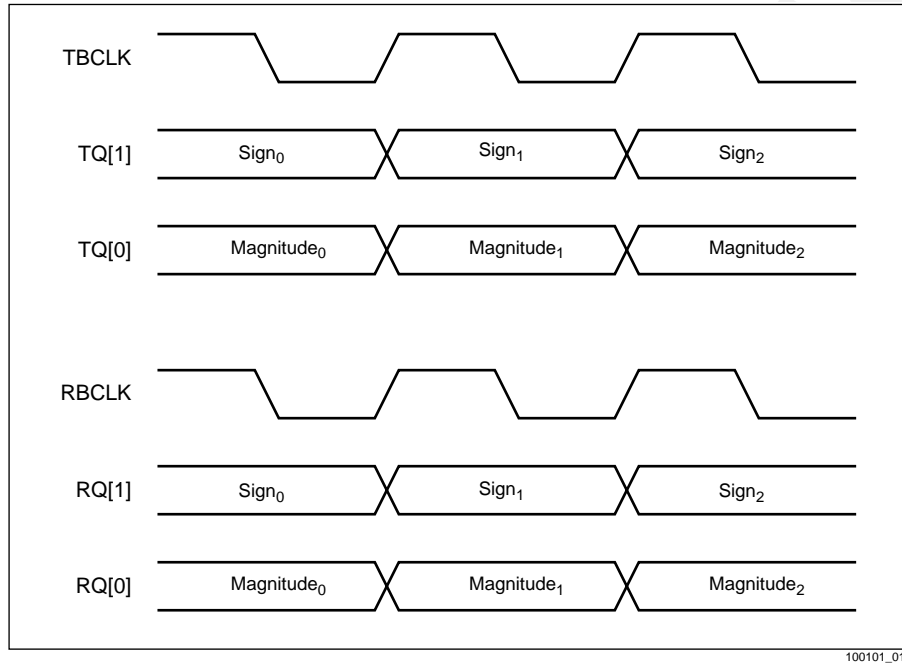 TBCLK
TQ[1] Sign0 Sign1 Sign2
TQ[0] Magnitude0 Magnitude1 Magnitude2
RBCLK
RQ[1] Sign0 Sign1 Sign2
RQ[0] Magnitude0 Magnitude1 Magnitude2